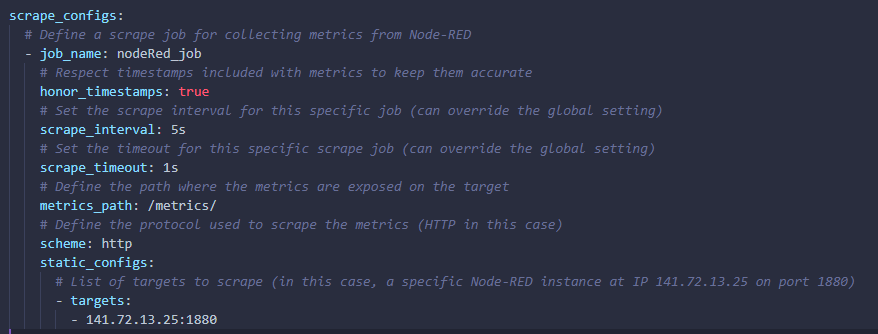 scrape_configs:
# Define a scrape job for collecting metrics from Node-RED
- job_name: nodeRed_job
# Respect timestamps included with metrics to keep them accurate
honor_timestamps: true
# Set the scrape interval for this specific job (can override the global setting)
scrape_interval: 5s
# Set the timeout for this specific scrape job (can override the global setting)
scrape_timeout: 1s
# Define the path where the metrics are exposed on the target
metrics_path: /metrics/
# Define the protocol used to scrape the metrics (HTTP in this case)
scheme: http
static_configs:
# List of targets to scrape (in this case, a specific Node-RED instance at IP 141.72.13.25 on port 1880)
- targets:
- 141.72.13.25:1880